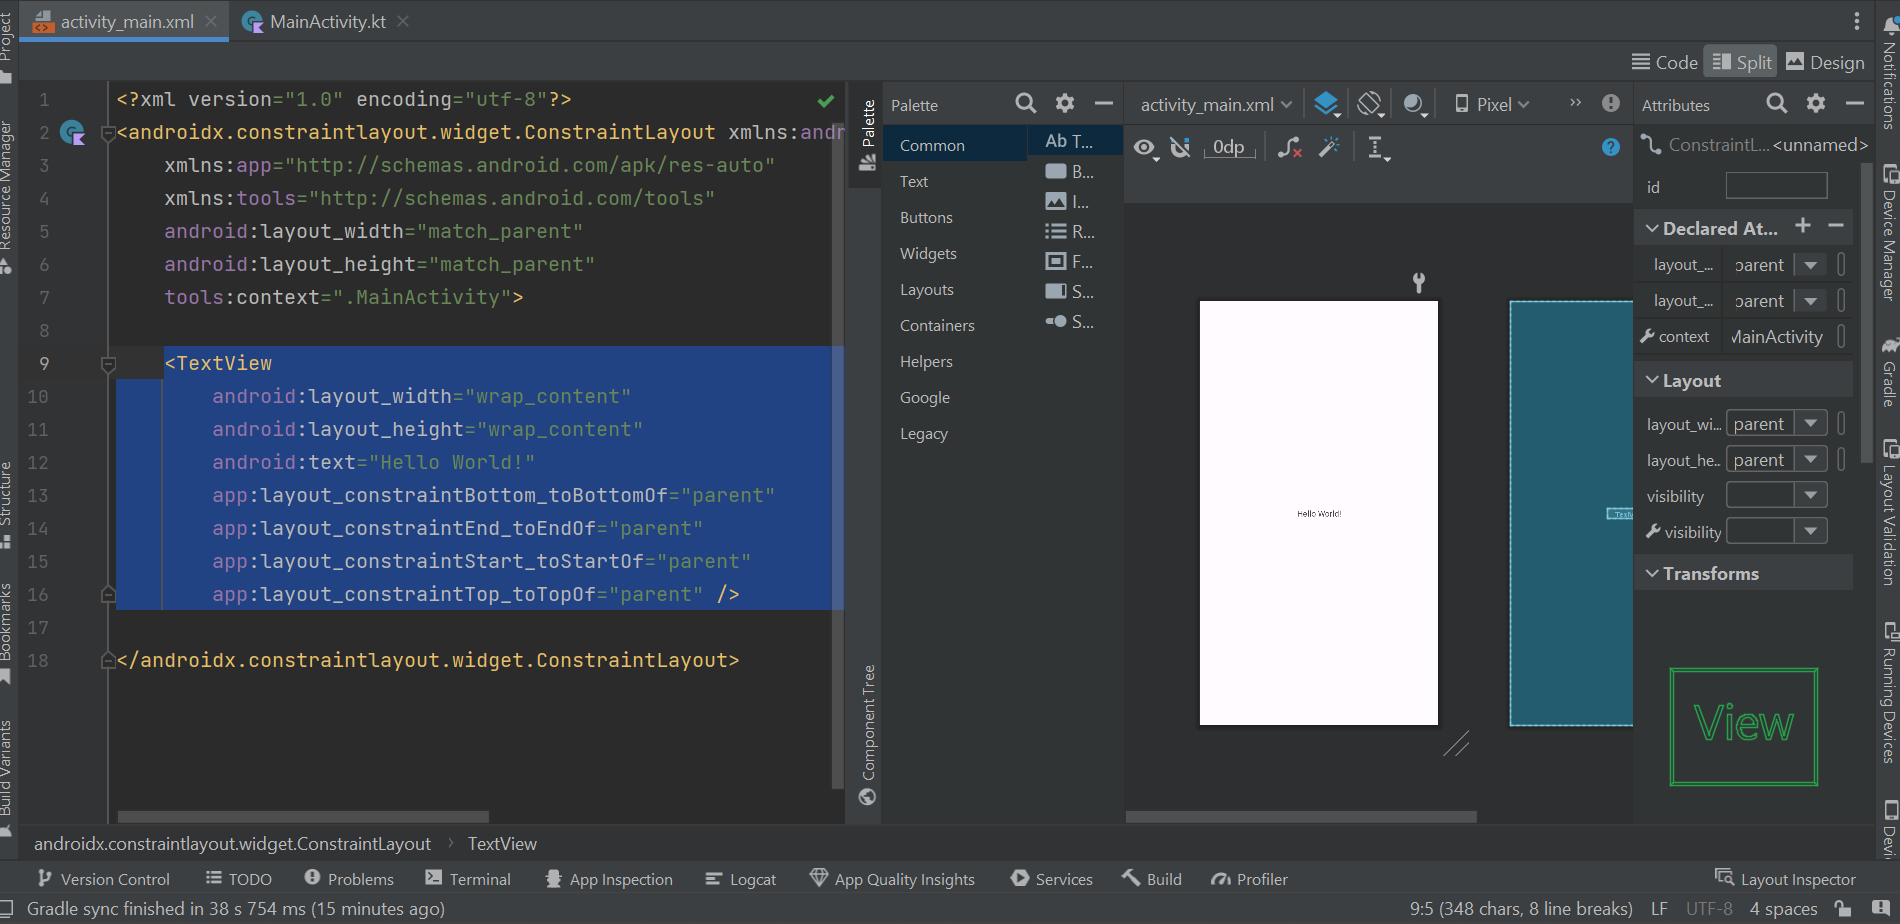 activity_main.xml
MainActivity.kt
Code
Split
Design
Project
Resource Manager
Structure
Bookmarks
Build Variants
1 <?xml version="1.0" encoding="utf-8"?>
2 <androidx.constraintlayout.widget.ConstraintLayout xmlns:andr
3 xmlns:app="http://schemas.android.com/apk/res-auto"
4 xmlns:tools="http://schemas.android.com/tools"
5 android:layout_width="match_parent"
6 android:layout_height="match_parent"
7 tools:context=".MainActivity">
8
9 <TextView
10 android:layout_width="wrap_content"
11 android:layout_height="wrap_content"
12 android:text="Hello World!"
13 app:layout_constraintBottom_toBottomOf="parent"
14 app:layout_constraintEnd_toEndOf="parent"
15 app:layout_constraintStart_toStartOf="parent"
16 app:layout_constraintTop_toTopOf="parent" />
17
18 </androidx.constraintlayout.widget.ConstraintLayout>
Palette
Component Tree
Palette
Common
Text
Buttons
Widgets
Layouts
Containers
Helpers
Google
Legacy
Ab T...
B...
I...
R...
F...
S...
S...
activity_main.xml
Pixel
0dp
Hello World!
Attributes
ConstraintL... <unnamed>
id
Declared At...
layout_... parent
layout_... parent
context MainActivity
Layout
layout_wi... parent
layout_he.. parent
visibility
visibility
Transforms
View
Notifications
Device Manager
Gradle
Layout Validation
Running Devices
Devi
androidx.constraintlayout.widget.ConstraintLayout › TextView
Version Control
TODO
Problems
Terminal
App Inspection
Logcat
App Quality Insights
Services
Build
Profiler
Layout Inspector
Gradle sync finished in 38 s 754 ms (15 minutes ago)
9:5 (348 chars, 8 line breaks)
LF
UTF-8
4 spaces